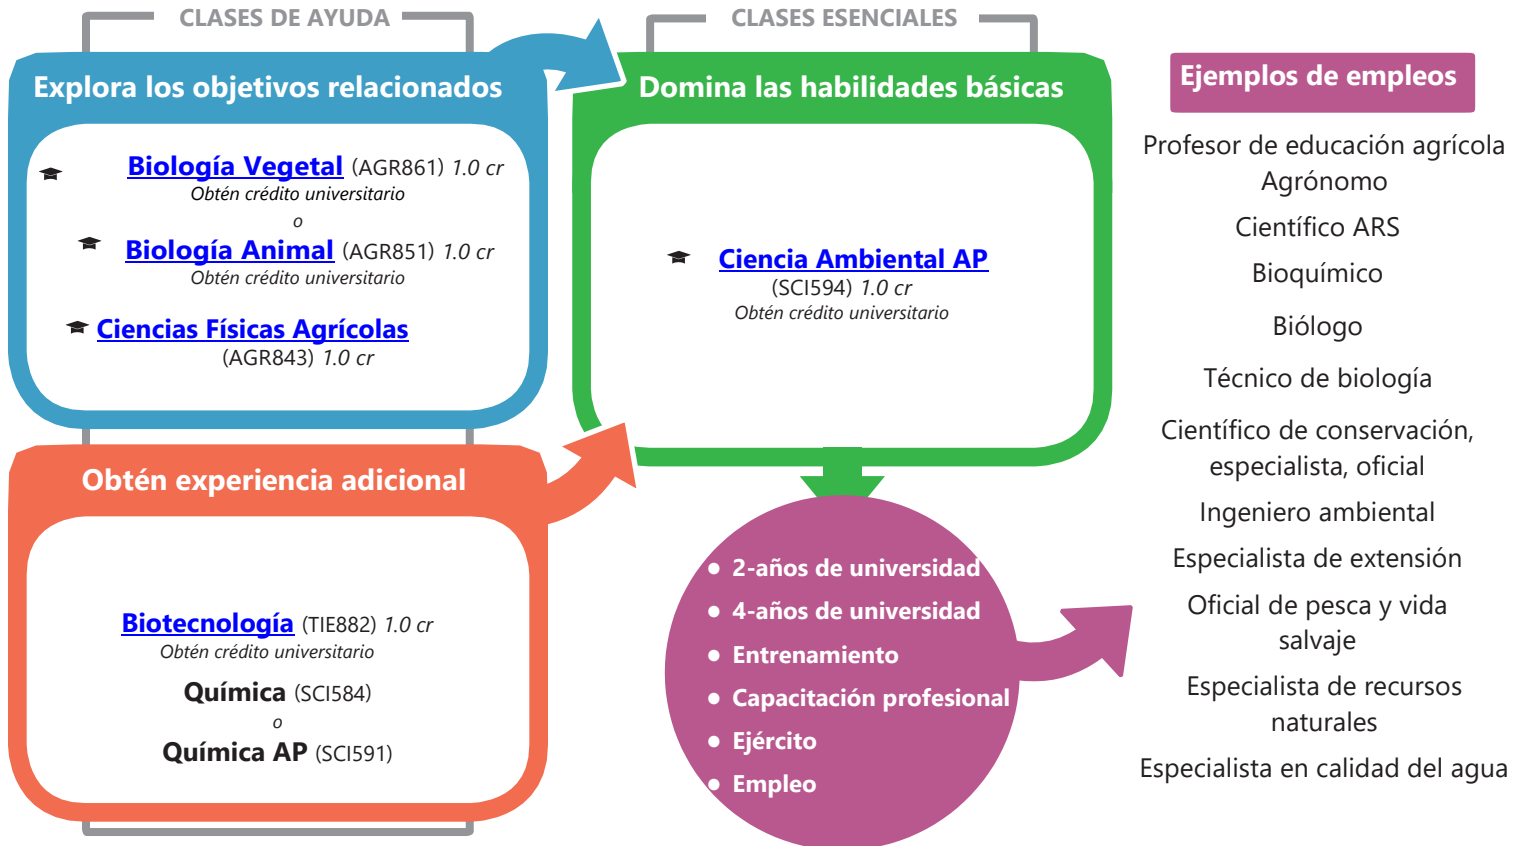 CLASES DE AYUDA
Explora los objetivos relacionados
Biología Vegetal (AGR861) 1.0 cr
Obtén crédito universitario
o
Biología Animal (AGR851) 1.0 cr
Obtén crédito universitario
Ciencias Físicas Agrícolas
(AGR843) 1.0 cr
Obtén experiencia adicional
Biotecnología (TIE882) 1.0 cr
Obtén crédito universitario
Química (SCI584)
o
Química AP (SCI591)
CLASES ESENCIALES
Domina las habilidades básicas
Ciencia Ambiental AP
(SCI594) 1.0 cr
Obtén crédito universitario
● 2-años de universidad
● 4-años de universidad
● Entrenamiento
● Capacitación profesional
● Ejército
● Empleo
Ejemplos de empleos
Profesor de educación agrícola
Agrónomo
Científico ARS
Bioquímico
Biólogo
Técnico de biología
Científico de conservación,
especialista, oficial
Ingeniero ambiental
Especialista de extensión
Oficial de pesca y vida
salvaje
Especialista de recursos
naturales
Especialista en calidad del agua